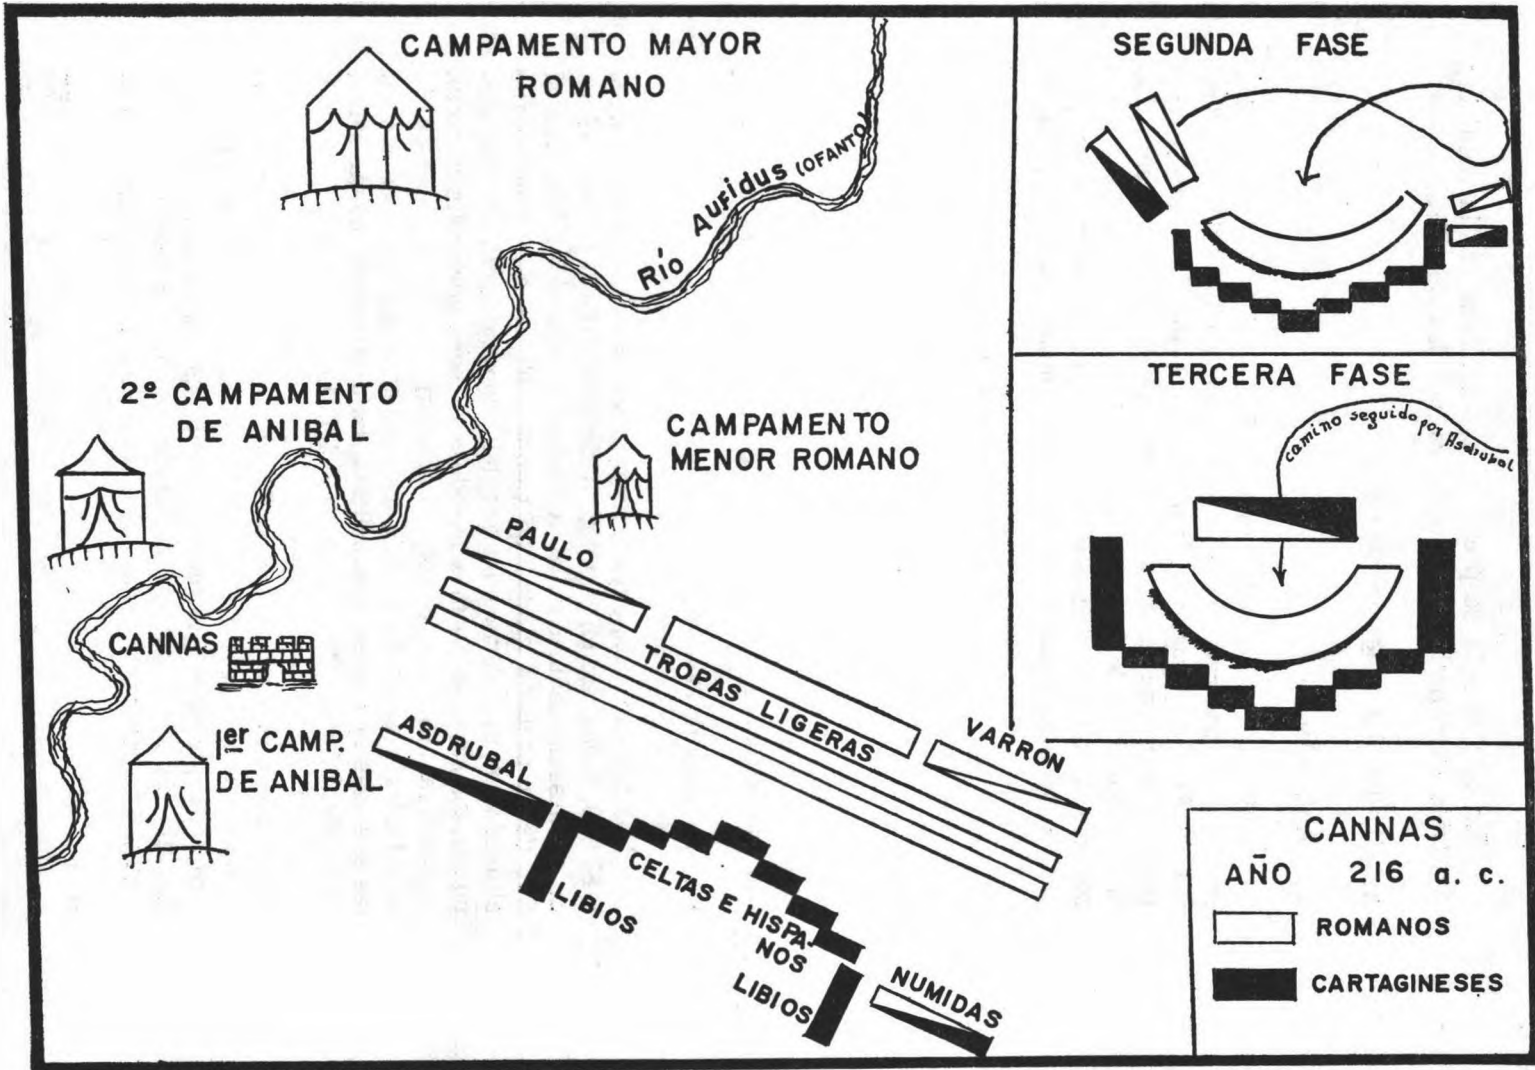 CAMPAMENTO MAYOR
ROMANO
RÍO AUFIDUS (OFANTO)
2º CAMPAMENTO
DE ANIBAL
CAMPAMENTO
MENOR ROMANO
CANNAS
1er CAMP.
DE ANIBAL
PAULO
TROPAS LIGERAS
VARRON
ASDRUBAL
LIBIOS
CELTAS E HISPA-
NOS
LIBIOS
NUMIDAS
SEGUNDA FASE
TERCERA FASE
camino seguido por Asdrubal
CANNAS
AÑO 216 a. c.
ROMANOS
CARTAGINESES